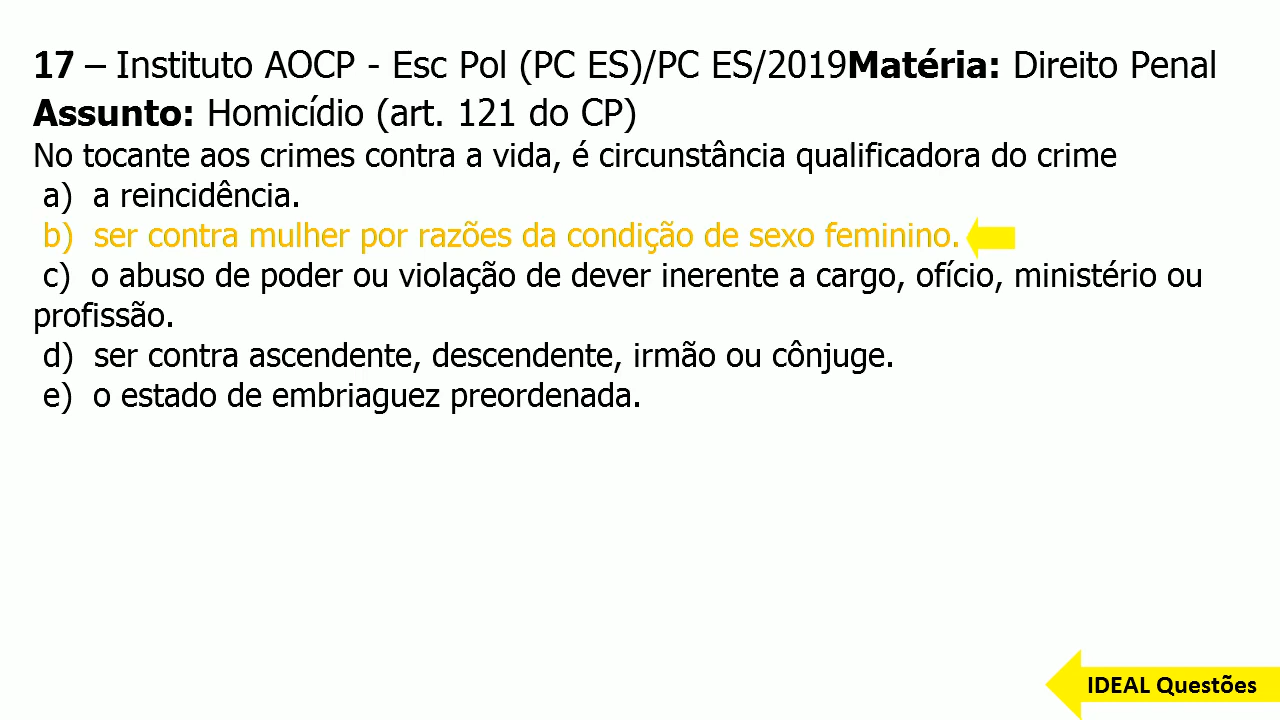 17 – Instituto AOCP - Esc Pol (PC ES)/PC ES/2019Matéria: Direito Penal
Assunto: Homicídio (art. 121 do CP)
No tocante aos crimes contra a vida, é circunstância qualificadora do crime
a) a reincidência.
b) ser contra mulher por razões da condição de sexo feminino.
c) o abuso de poder ou violação de dever inerente a cargo, ofício, ministério ou
profissão.
d) ser contra ascendente, descendente, irmão ou cônjuge.
e) o estado de embriaguez preordenada.
IDEAL Questões